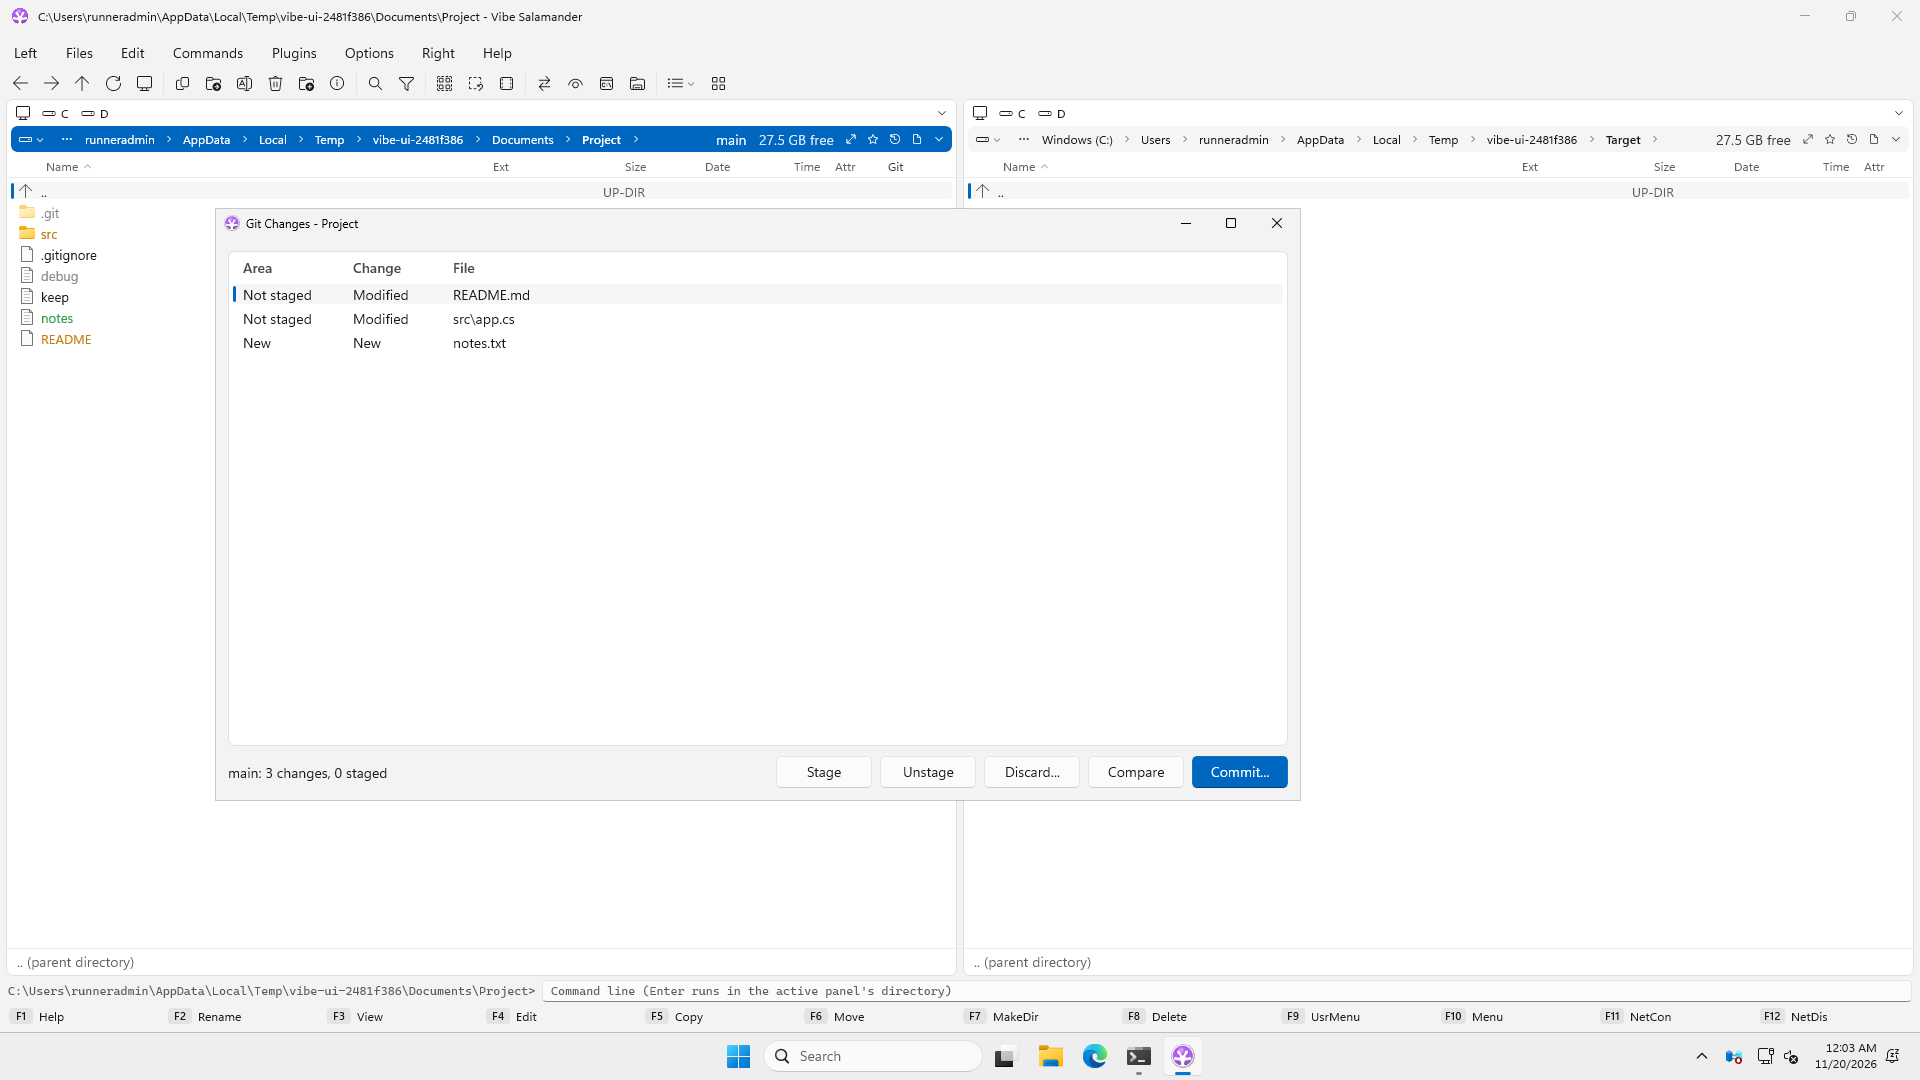 C:\Users\runneradmin\AppData\Local\Temp\vibe-ui-2481f386\Documents\Project - Vibe Salamander
Left Files Edit Commands Plugins Options Right Help
C D
C D
runneradmin AppData Local Temp vibe-ui-2481f386 Documents Project main 27.5 GB free
Windows (C:) Users runneradmin AppData Local Temp vibe-ui-2481f386 Target 27.5 GB free
Name Ext Size Date Time Attr Git
Name Ext Size Date Time Attr
.. UP-DIR
.. UP-DIR
.git
src
.gitignore
debug
keep
notes
README
Git Changes - Project
Area Change File
Not staged Modified README.md
Not staged Modified src\app.cs
New New notes.txt
main: 3 changes, 0 staged
Stage Unstage Discard... Compare Commit...
.. (parent directory)
.. (parent directory)
C:\Users\runneradmin\AppData\Local\Temp\vibe-ui-2481f386\Documents\Project> Command line (Enter runs in the active panel's directory)
F1 Help F2 Rename F3 View F4 Edit F5 Copy F6 Move F7 MakeDir F8 Delete F9 UsrMenu F10 Menu F11 NetCon F12 NetDis
Search
12:03 AM
11/20/2026